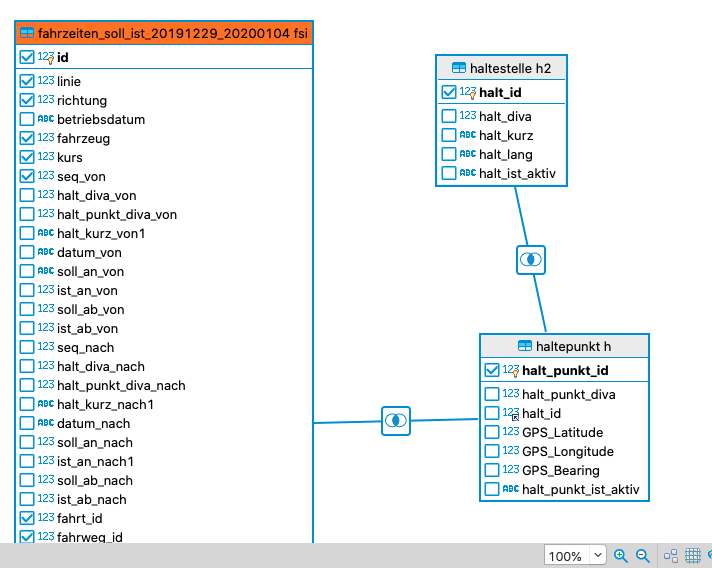 fahrzeiten_soll_ist_20191229_20200104 fsi
123 id
123 linie
123 richtung
ABC betriebsdatum
123 fahrzeug
123 kurs
123 seq_von
123 halt_diva_von
123 halt_punkt_diva_von
ABC halt_kurz_von1
ABC datum_von
123 soll_an_von
123 ist_an_von
123 soll_ab_von
123 ist_ab_von
123 seq_nach
123 halt_diva_nach
123 halt_punkt_diva_nach
ABC halt_kurz_nach1
ABC datum_nach
123 soll_an_nach
123 ist_an_nach1
123 soll_ab_nach
123 ist_ab_nach
123 fahrt_id
123 fahrweg_id
haltestelle h2
123 halt_id
123 halt_diva
ABC halt_kurz
ABC halt_lang
ABC halt_ist_aktiv
haltepunkt h
123 halt_punkt_id
123 halt_punkt_diva
123 halt_id
123 GPS_Latitude
123 GPS_Longitude
123 GPS_Bearing
ABC halt_punkt_ist_aktiv
100%